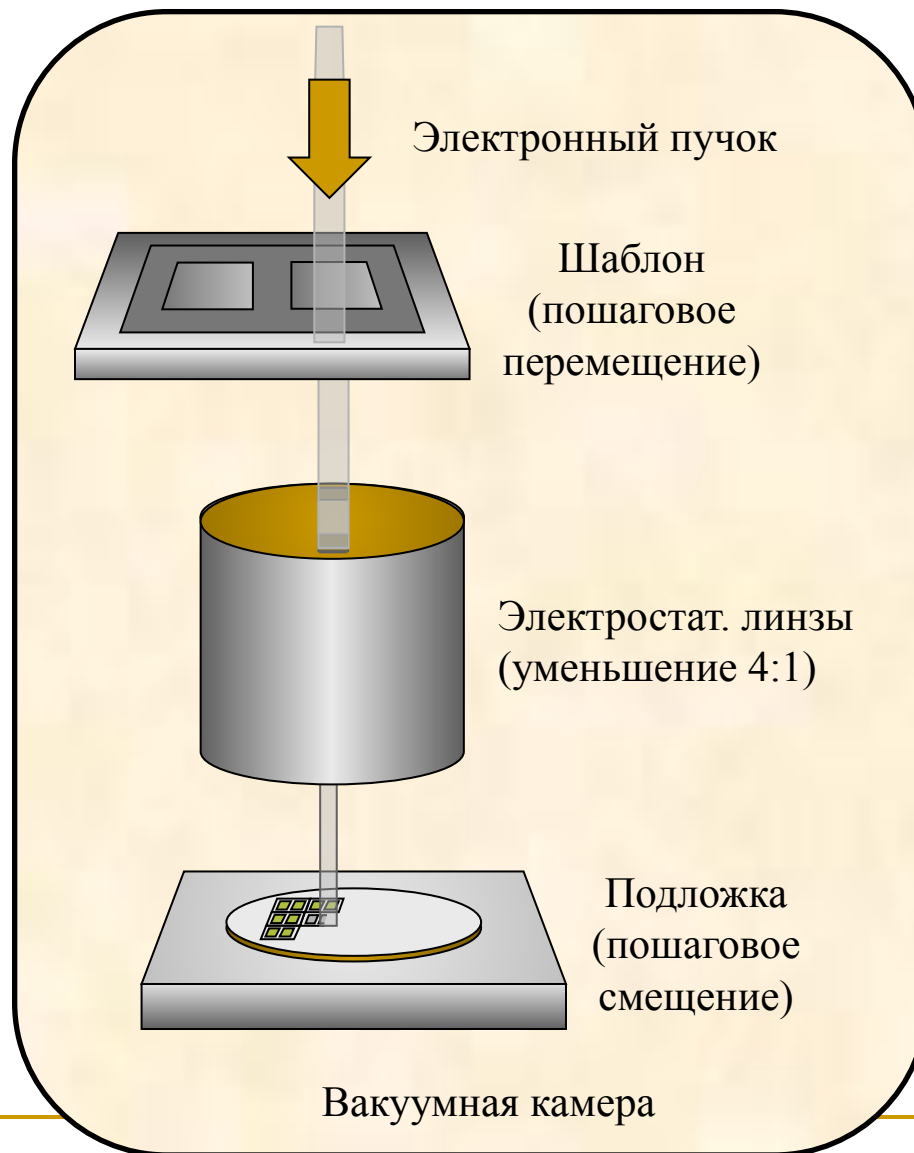 Электронный пучок
Шаблон
(пошаговое
перемещение)
Электростат. линзы
(уменьшение 4:1)
Подложка
(пошаговое
смещение)
Вакуумная камера